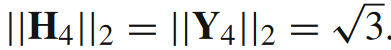 ||𝐇₄||₂ = ||𝐘₄||₂ = √3.